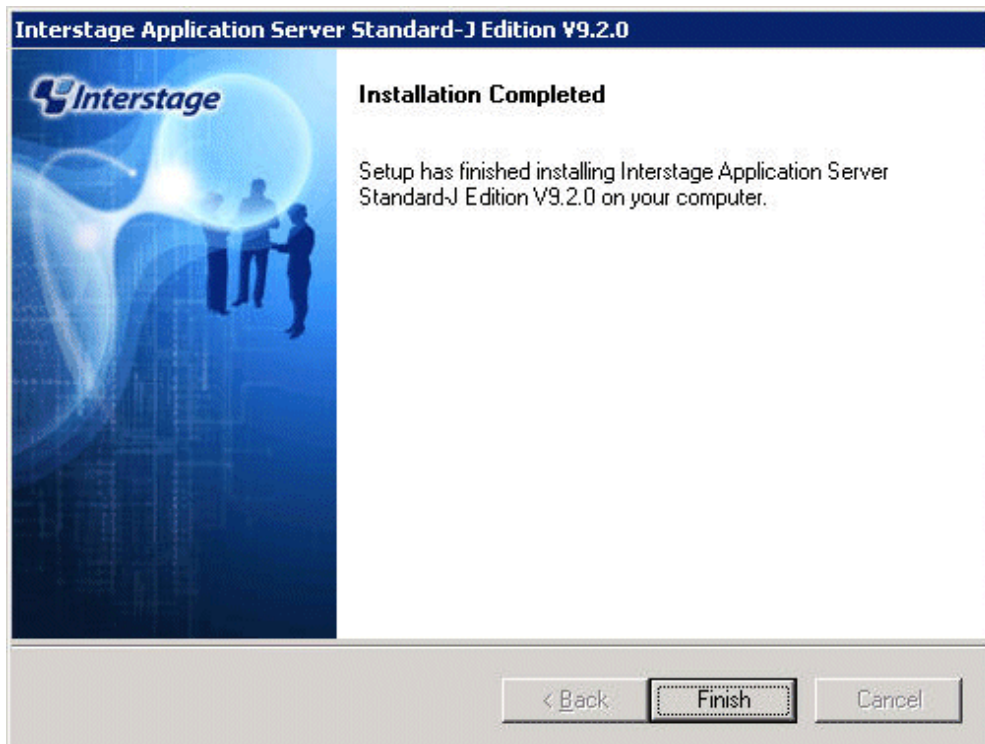 Interstage Application Server Standard-J Edition V9.2.0
Interstage
Installation Completed
Setup has finished installing Interstage Application Server
Standard-J Edition V9.2.0 on your computer.
< Back
Finish
Cancel